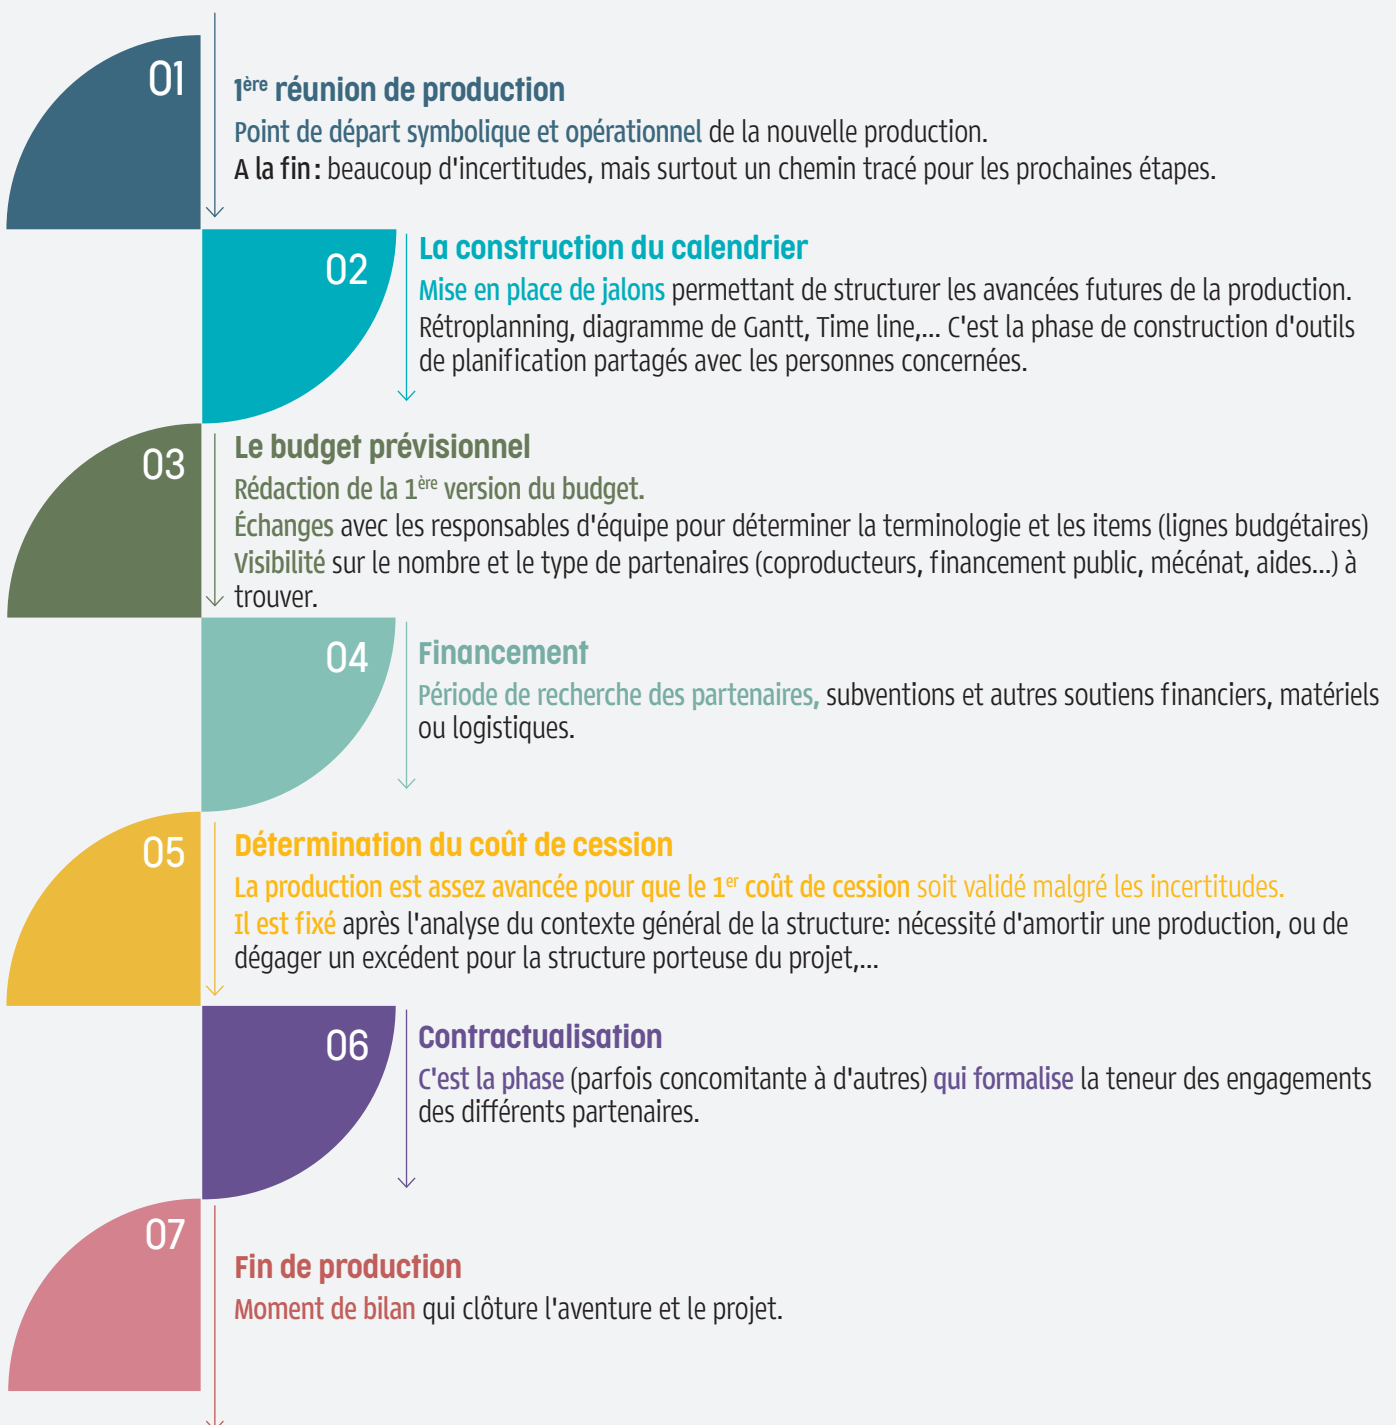 01
1ère réunion de production
Point de départ symbolique et opérationnel de la nouvelle production.
A la fin : beaucoup d'incertitudes, mais surtout un chemin tracé pour les prochaines étapes.
02
La construction du calendrier
Mise en place de jalons permettant de structurer les avancées futures de la production.
Rétroplanning, diagramme de Gantt, Time line,... C'est la phase de construction d'outils
de planification partagés avec les personnes concernées.
03
Le budget prévisionnel
Rédaction de la 1ère version du budget.
Échanges avec les responsables d'équipe pour déterminer la terminologie et les items (lignes budgétaires)
Visibilité sur le nombre et le type de partenaires (coproducteurs, financement public, mécénat, aides...) à
trouver.
04
Financement
Période de recherche des partenaires, subventions et autres soutiens financiers, matériels
ou logistiques.
05
Détermination du coût de cession
La production est assez avancée pour que le 1er coût de cession soit validé malgré les incertitudes.
Il est fixé après l'analyse du contexte général de la structure: nécessité d'amortir une production, ou de
dégager un excédent pour la structure porteuse du projet,...
06
Contractualisation
C'est la phase (parfois concomitante à d'autres) qui formalise la teneur des engagements
des différents partenaires.
07
Fin de production
Moment de bilan qui clôture l'aventure et le projet.